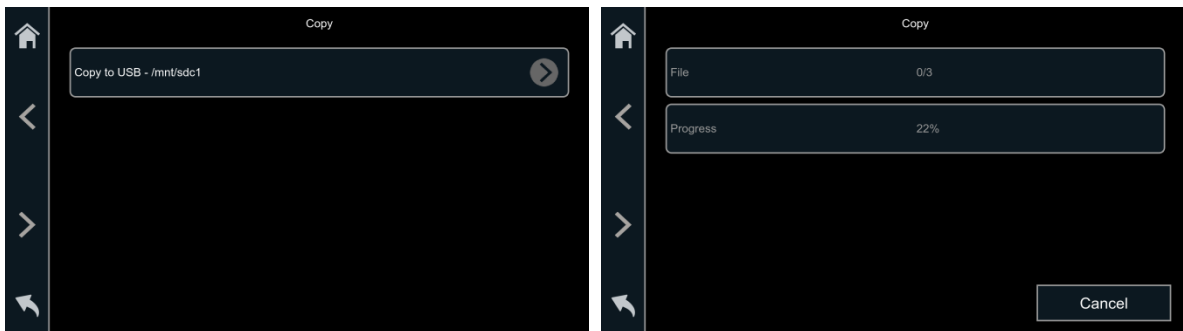 Copy
Copy to USB - /mnt/sdc1
Copy
File 0/3
Progress 22%
Cancel